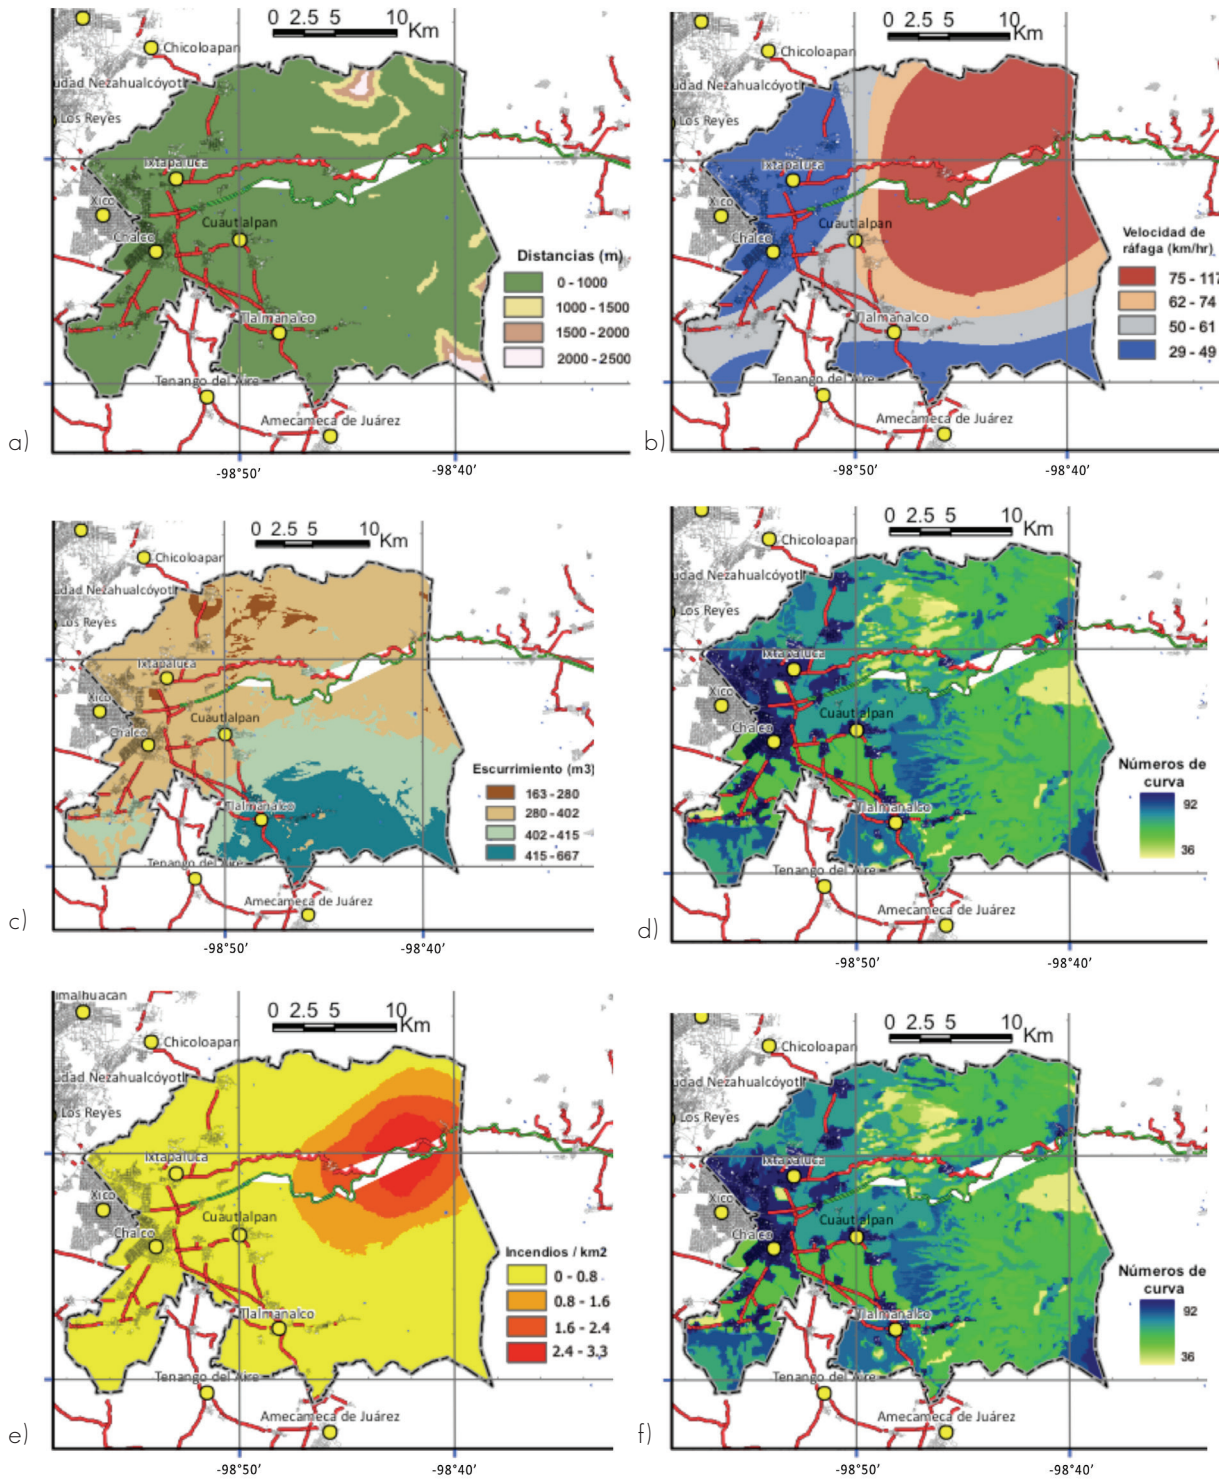 0 2.5 5 10
Km
Chicoloapan
udad Nezahualcóyotl
Los Reyes
Ixtapaluca
Xico
Cuautlalpan
Chalco
Distancias (m)
0 - 1000
1000 - 1500
1500 - 2000
2000 - 2500
Tlalmanalco
Tenango del Aire
Amecameca de Juárez
a)
-98°50' -98°40'
0 2.5 5 10
Km
Chicoloapan
udad Nezahualcóyotl
Los Reyes
Ixtapaluca
Xico
Cuautlalpan
Chalco
Velocidad de
ráfaga (km/hr)
75 - 117
62 - 74
50 - 61
29 - 49
Tlalmanalco
Tenango del Aire
Amecameca de Juárez
b)
-98°50' -98°40'
0 2.5 5 10
Km
Chicoloapan
udad Nezahualcóyotl
Los Reyes
Ixtapaluca
Xico
Cuautlalpan
Chalco
Escurrimiento (m3)
163 - 280
280 - 402
402 - 415
415 - 667
Tlalmanalco
Tenango del Aire
Amecameca de Juárez
c)
-98°50' -98°40'
0 2.5 5 10
Km
Chicoloapan
udad Nezahualcóyotl
Los Reyes
Ixtapaluca
Xico
Cuautlalpan
Chalco
Números de
curva
92
36
Tlalmanalco
Tenango del Aire
Amecameca de Juárez
d)
-98°50' -98°40'
imalhuacan
0 2.5 5 10
Km
Chicoloapan
udad Nezahualcóyotl
Los Reyes
Ixtapaluca
Xico
Cuautlalpan
Chalco
Incendios / km2
0 - 0.8
0.8 - 1.6
1.6 - 2.4
2.4 - 3.3
Tlalmanalco
Tenango del Aire
Amecameca de Juárez
e)
-98°50' -98°40'
0 2.5 5 10
Km
Chicoloapan
udad Nezahualcóyotl
Los Reyes
Ixtapaluca
Xico
Cuautlalpan
Chalco
Números de
curva
92
36
Tlalmanalco
Tenango del Aire
Amecameca de Juárez
f)
-98°50' -98°40'